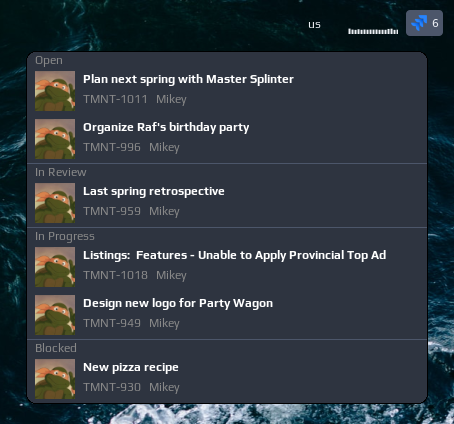 us
6
Open
Plan next spring with Master Splinter
TMNT-1011 Mikey
Organize Raf's birthday party
TMNT-996 Mikey
In Review
Last spring retrospective
TMNT-959 Mikey
In Progress
Listings:  Features - Unable to Apply Provincial Top Ad
TMNT-1018 Mikey
Design new logo for Party Wagon
TMNT-949 Mikey
Blocked
New pizza recipe
TMNT-930 Mikey